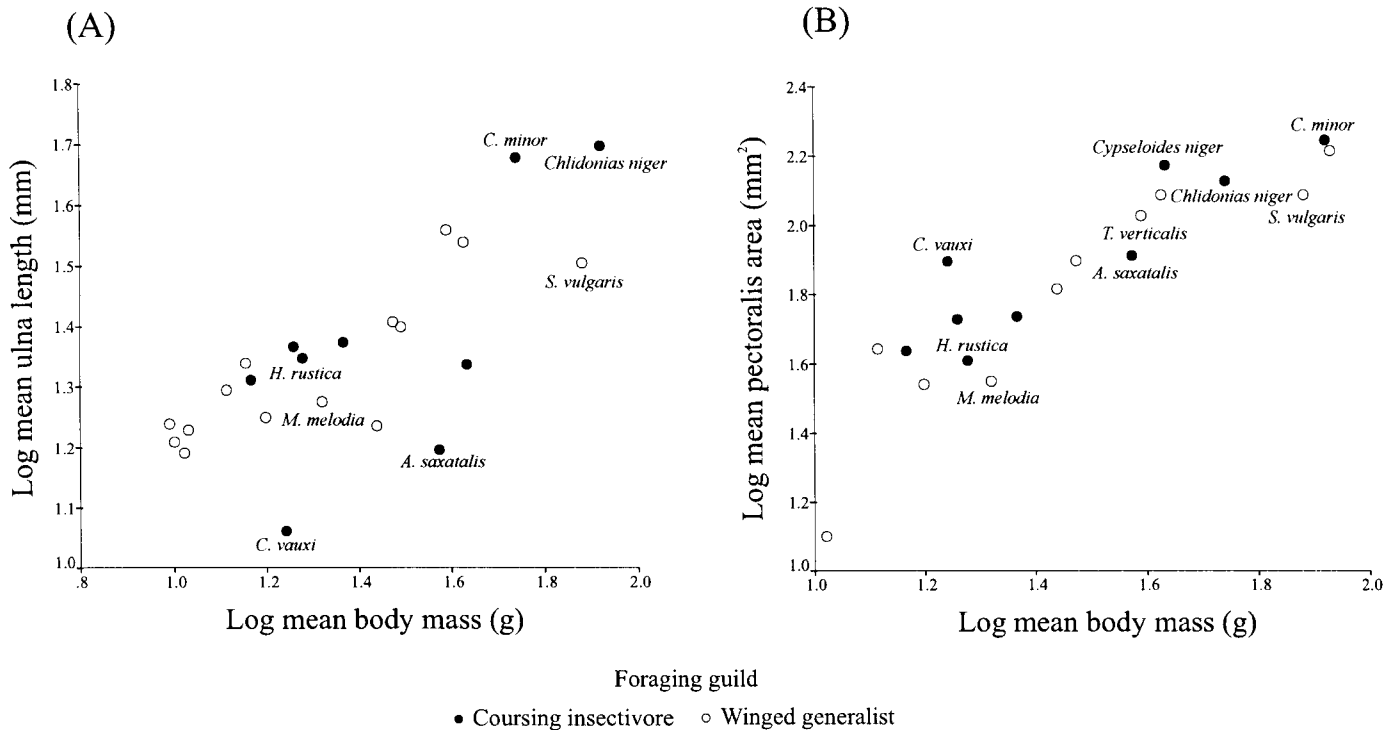 (A)
Log mean ulna length (mm)
1.8
1.7
1.6
1.5
1.4
1.3
1.2
1.1
1.0
.8
1.0
1.2
1.4
1.6
1.8
2.0
C. minor
Chlidonias niger
S. vulgaris
H. rustica
M. melodia
A. saxatalis
C. vauxi
Log mean body mass (g)
(B)
Log mean pectoralis area (mm²)
2.4
2.2
2.0
1.8
1.6
1.4
1.2
1.0
1.0
1.2
1.4
1.6
1.8
2.0
C. minor
Cypseloides niger
Chlidonias niger
S. vulgaris
T. verticalis
C. vauxi
A. saxatalis
H. rustica
M. melodia
Log mean body mass (g)
Foraging guild
● Coursing insectivore ○ Winged generalist